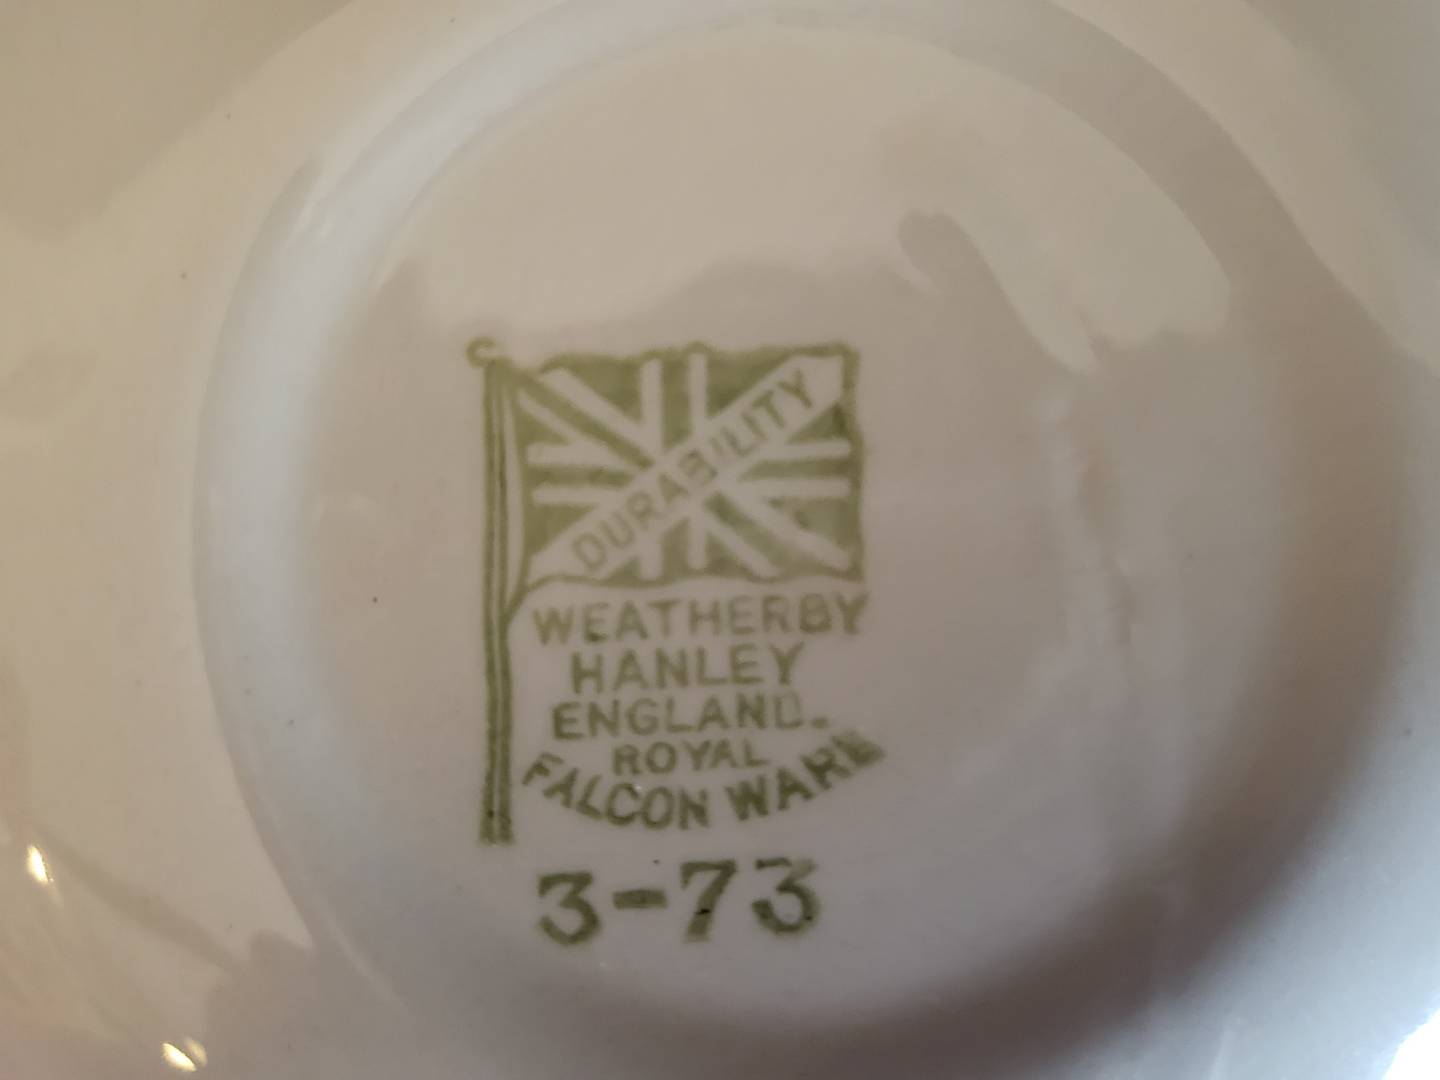 DURABILITY
WEATHERBY
HANLEY
ENGLAND.
ROYAL
FALCON WARE
3-73